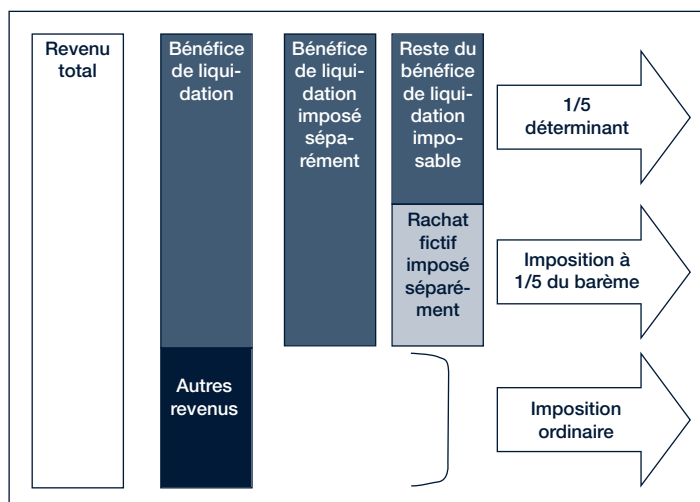 Revenu
total
Bénéfice
de liqui-
dation
Bénéfice
de liqui-
dation
imposé
sépa-
rément
Reste du
bénéfice
de liqui-
dation
impo-
sable
1/5
déterminant
Rachat
fictif
imposé
séparé-
ment
Imposition à
1/5 du barème
Autres
revenus
Imposition
ordinaire